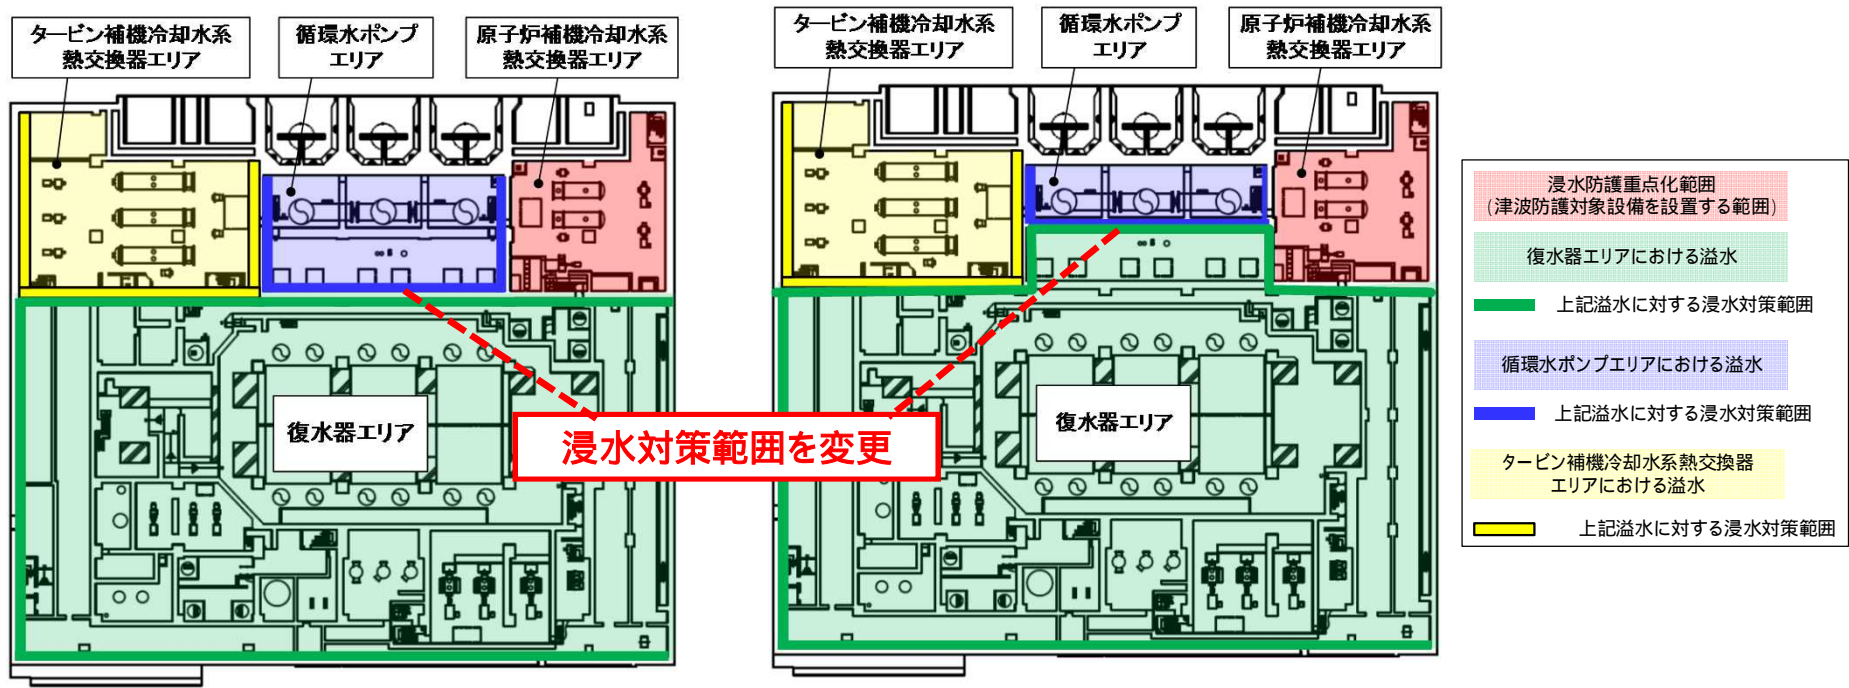 タービン補機冷却水系
熱交換器エリア
循環水ポンプ
エリア
原子炉補機冷却水系
熱交換器エリア
復水器エリア
タービン補機冷却水系
熱交換器エリア
循環水ポンプ
エリア
原子炉補機冷却水系
熱交換器エリア
復水器エリア
浸水対策範囲を変更
浸水防護重点化範囲
(津波防護対象設備を設置する範囲)
復水器エリアにおける溢水
上記溢水に対する浸水対策範囲
循環水ポンプエリアにおける溢水
上記溢水に対する浸水対策範囲
タービン補機冷却水系熱交換器
エリアにおける溢水
上記溢水に対する浸水対策範囲